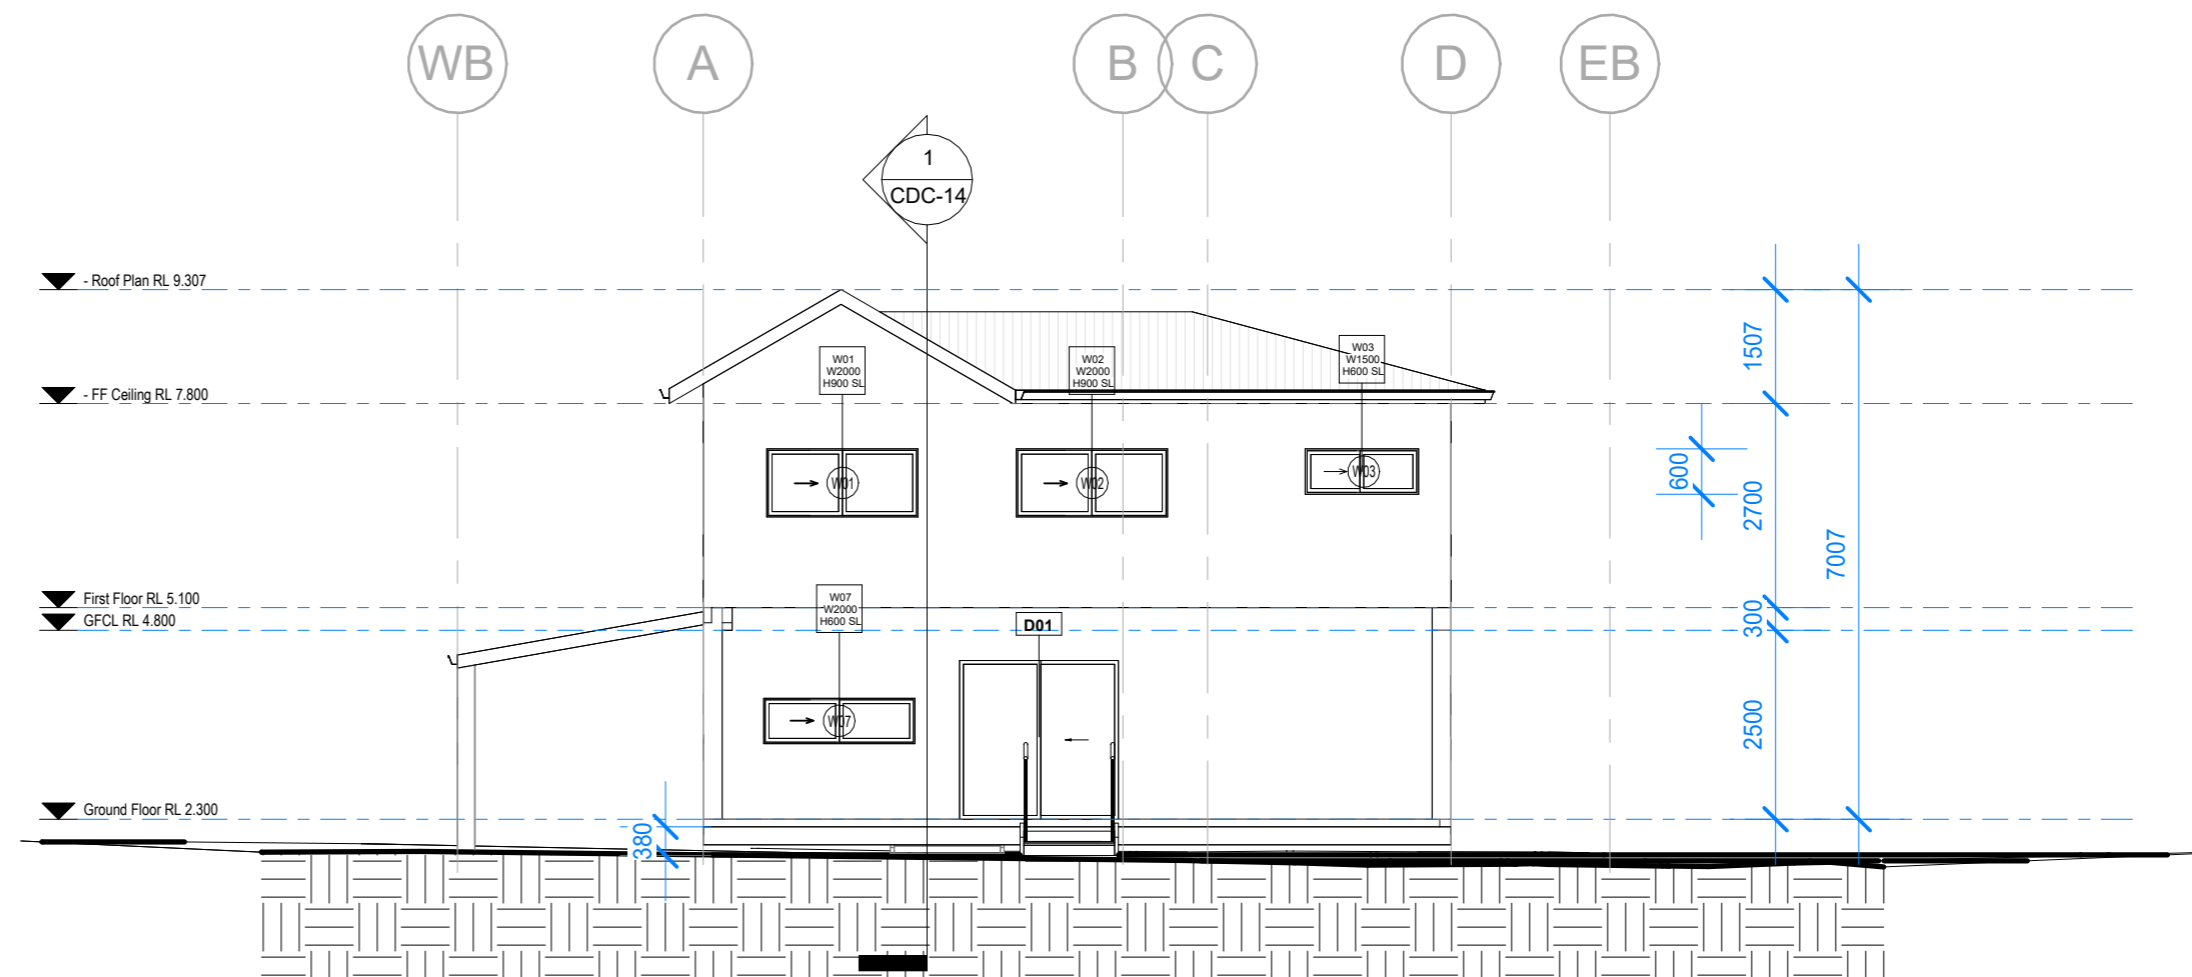 WB
A
B
C
D
EB
1
CDC-14
- Roof Plan RL 9.307
- FF Ceiling RL 7.800
First Floor RL 5.100
GFCL RL 4.800
Ground Floor RL 2.300
W01
W2000
H900 SL
W02
W2000
H900 SL
W03
W1500
H600 SL
W01
W02
W03
W07
W2000
H600 SL
D01
W07
1507
600
2700
7007
300
2500
380